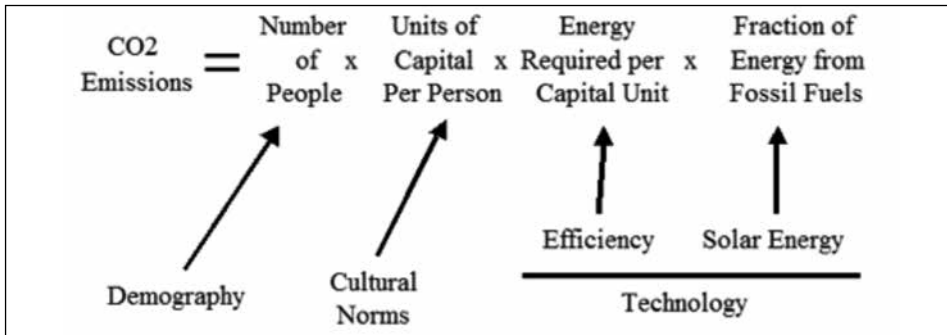 CO2
Emissions
=
Number
of
People
x
Units of
Capital
Per Person
x
Energy
Required per
Capital Unit
x
Fraction of
Energy from
Fossil Fuels
Efficiency
Solar Energy
Demography
Cultural
Norms
Technology